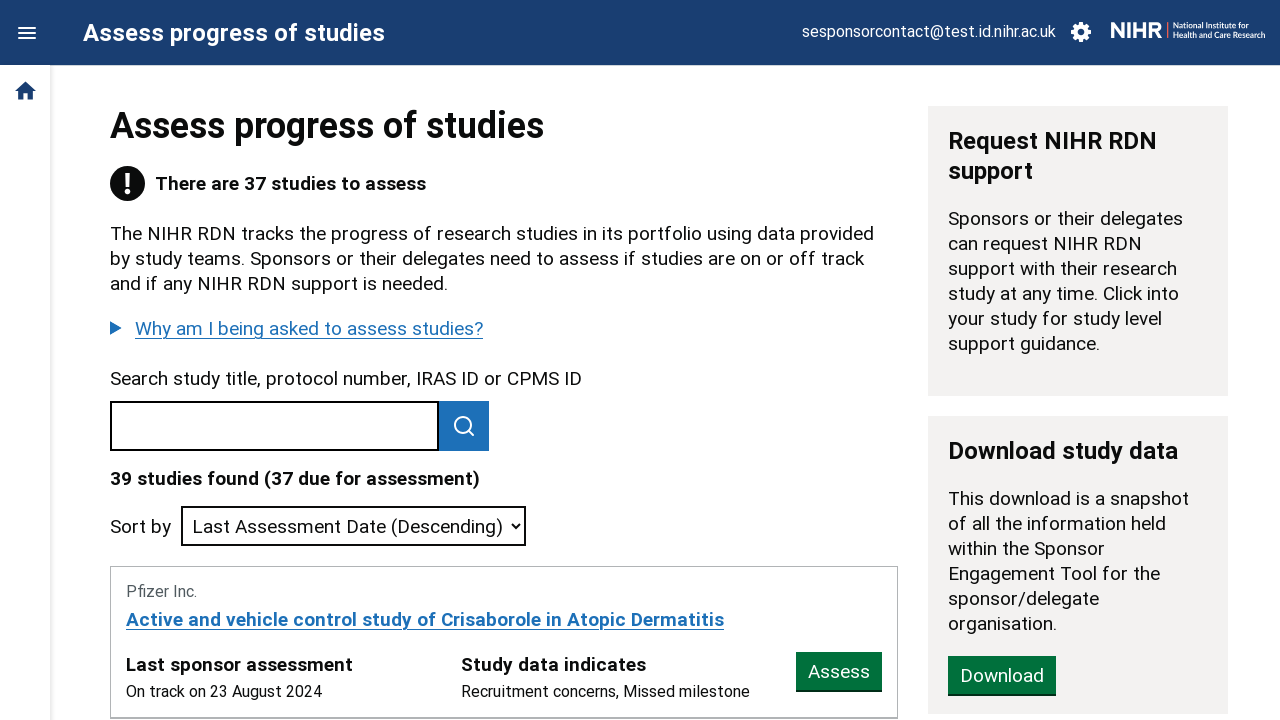 Assess progress of studies
sesponsorcontact@test.id.nihr.ac.uk
NIHR
National Institute for
Health and Care Research
Assess progress of studies
There are 37 studies to assess
The NIHR RDN tracks the progress of research studies in its portfolio using data provided
by study teams. Sponsors or their delegates need to assess if studies are on or off track
and if any NIHR RDN support is needed.
Why am I being asked to assess studies?
Search study title, protocol number, IRAS ID or CPMS ID
39 studies found (37 due for assessment)
Sort by
Last Assessment Date (Descending)
Pfizer Inc.
Active and vehicle control study of Crisaborole in Atopic Dermatitis
Last sponsor assessment
On track on 23 August 2024
Study data indicates
Recruitment concerns, Missed milestone
Assess
Request NIHR RDN
support
Sponsors or their delegates
can request NIHR RDN
support with their research
study at any time. Click into
your study for study level
support guidance.
Download study data
This download is a snapshot
of all the information held
within the Sponsor
Engagement Tool for the
sponsor/delegate
organisation.
Download